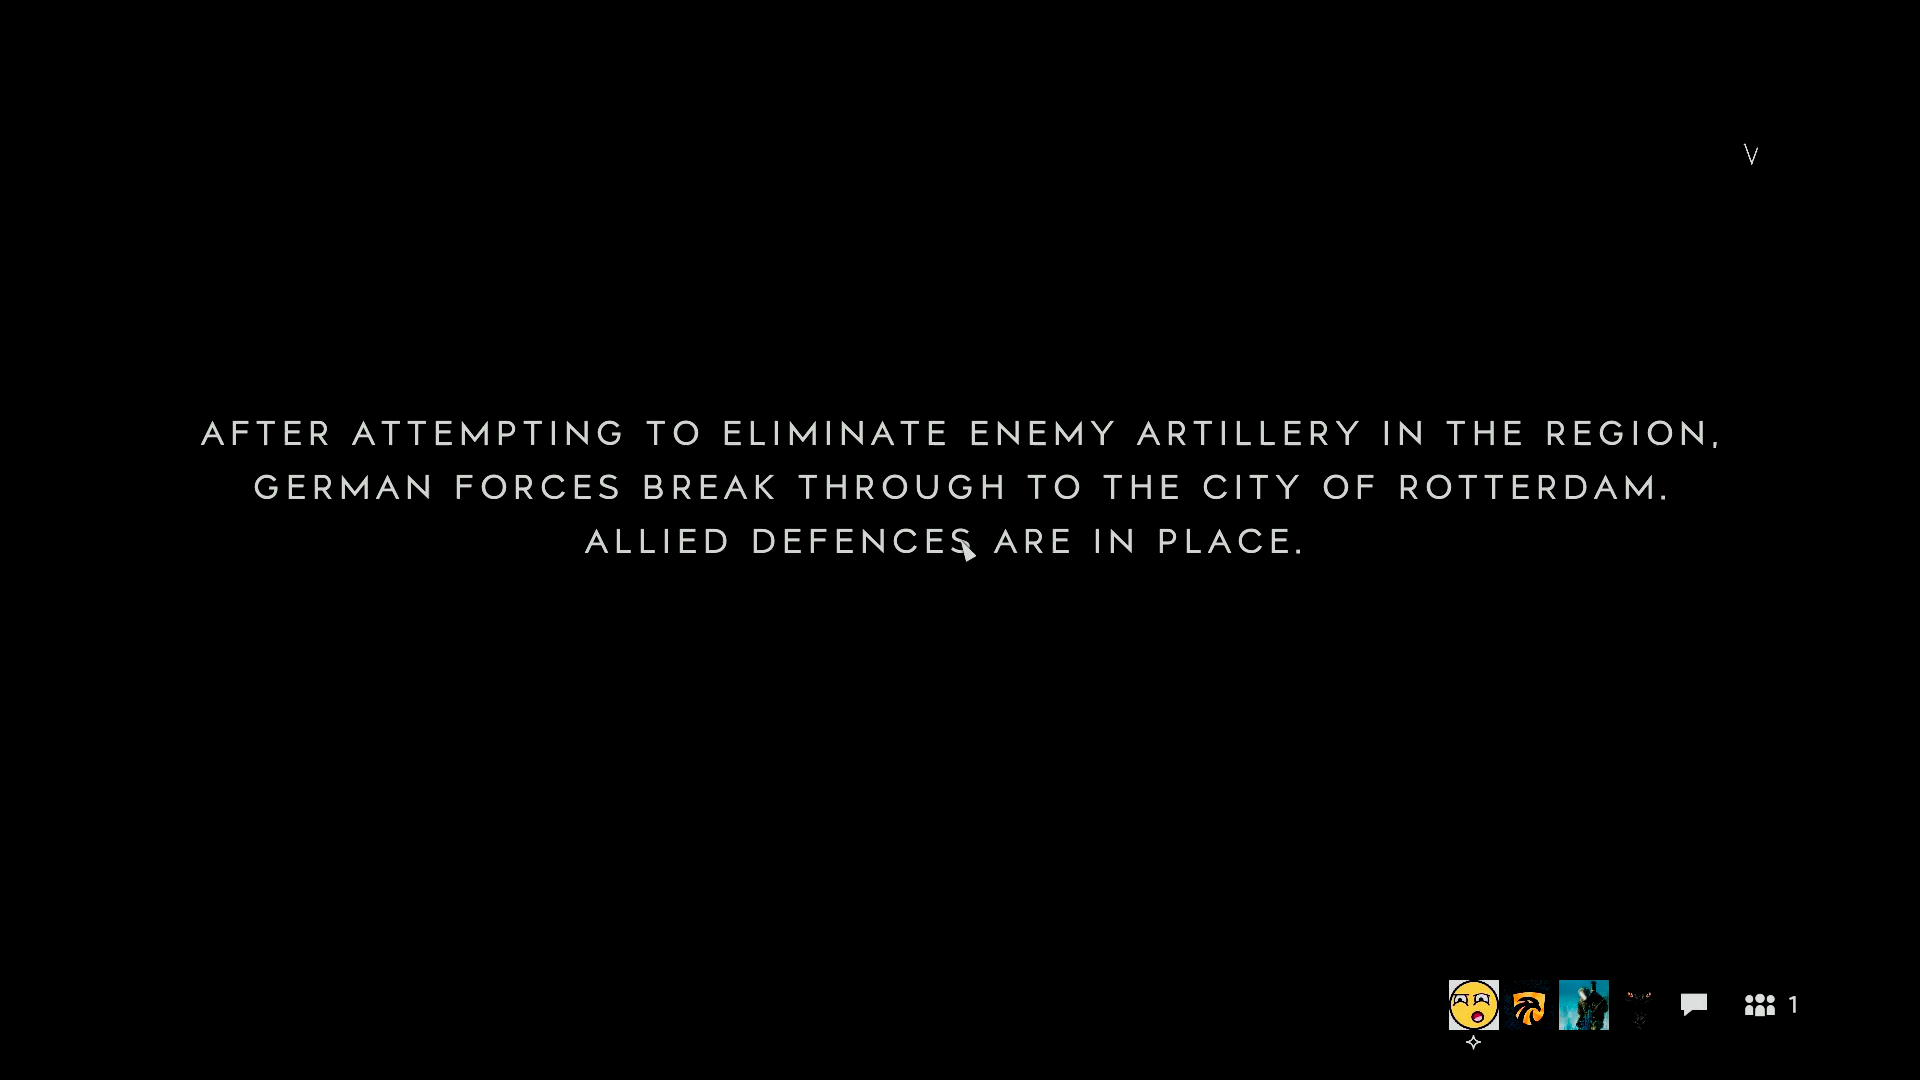 V
AFTER ATTEMPTING TO ELIMINATE ENEMY ARTILLERY IN THE REGION,
GERMAN FORCES BREAK THROUGH TO THE CITY OF ROTTERDAM.
ALLIED DEFENCES ARE IN PLACE.
1